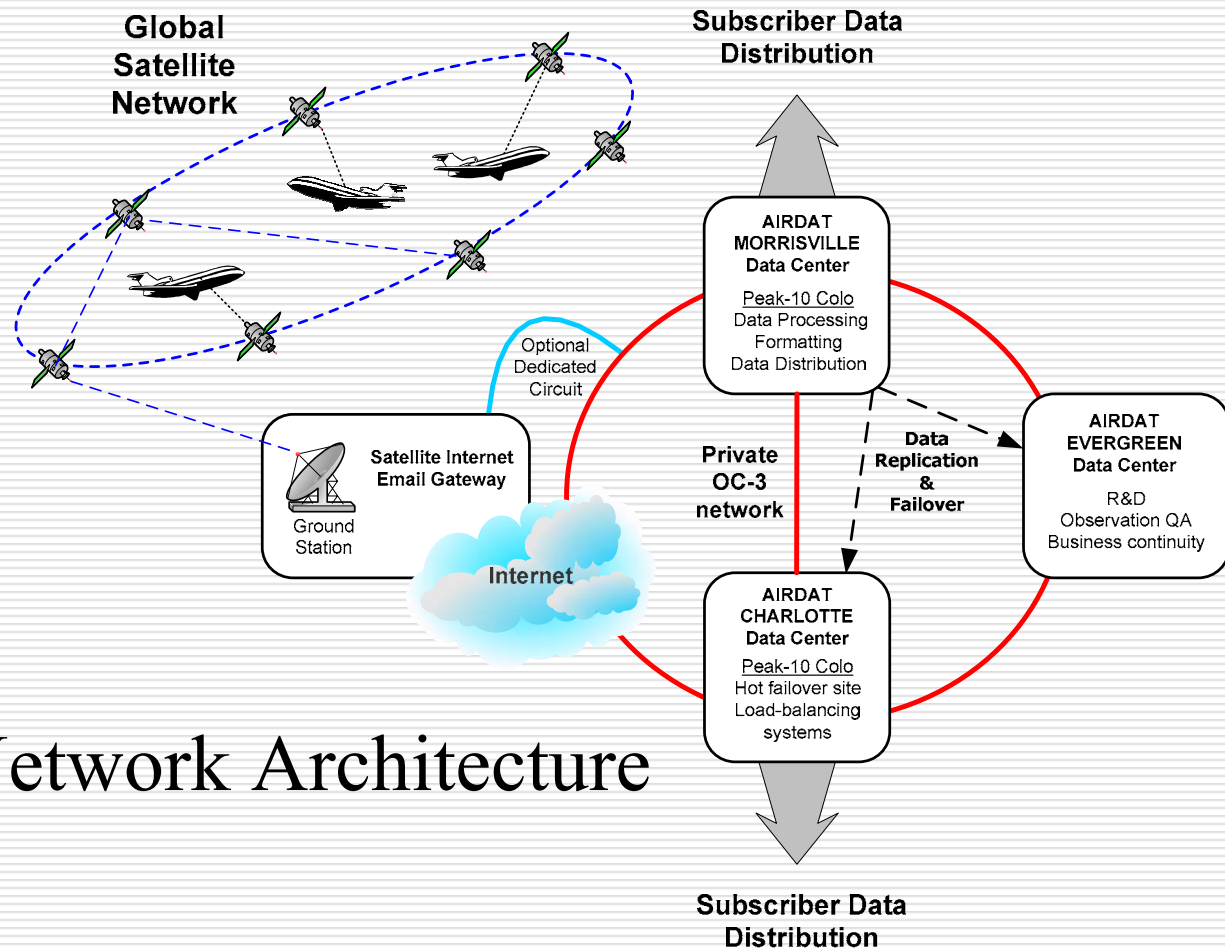 Global
Satellite
Network
Subscriber Data
Distribution
AIRDAT
MORRISVILLE
Data Center
Peak-10 Colo
Data Processing
Formatting
Data Distribution
Optional
Dedicated
Circuit
Satellite Internet
Email Gateway
Ground
Station
Internet
Private
OC-3
network
Data
Replication
&
Failover
AIRDAT
EVERGREEN
Data Center
R&D
Observation QA
Business continuity
AIRDAT
CHARLOTTE
Data Center
Peak-10 Colo
Hot failover site
Load-balancing
systems
etwork Architecture
Subscriber Data
Distribution